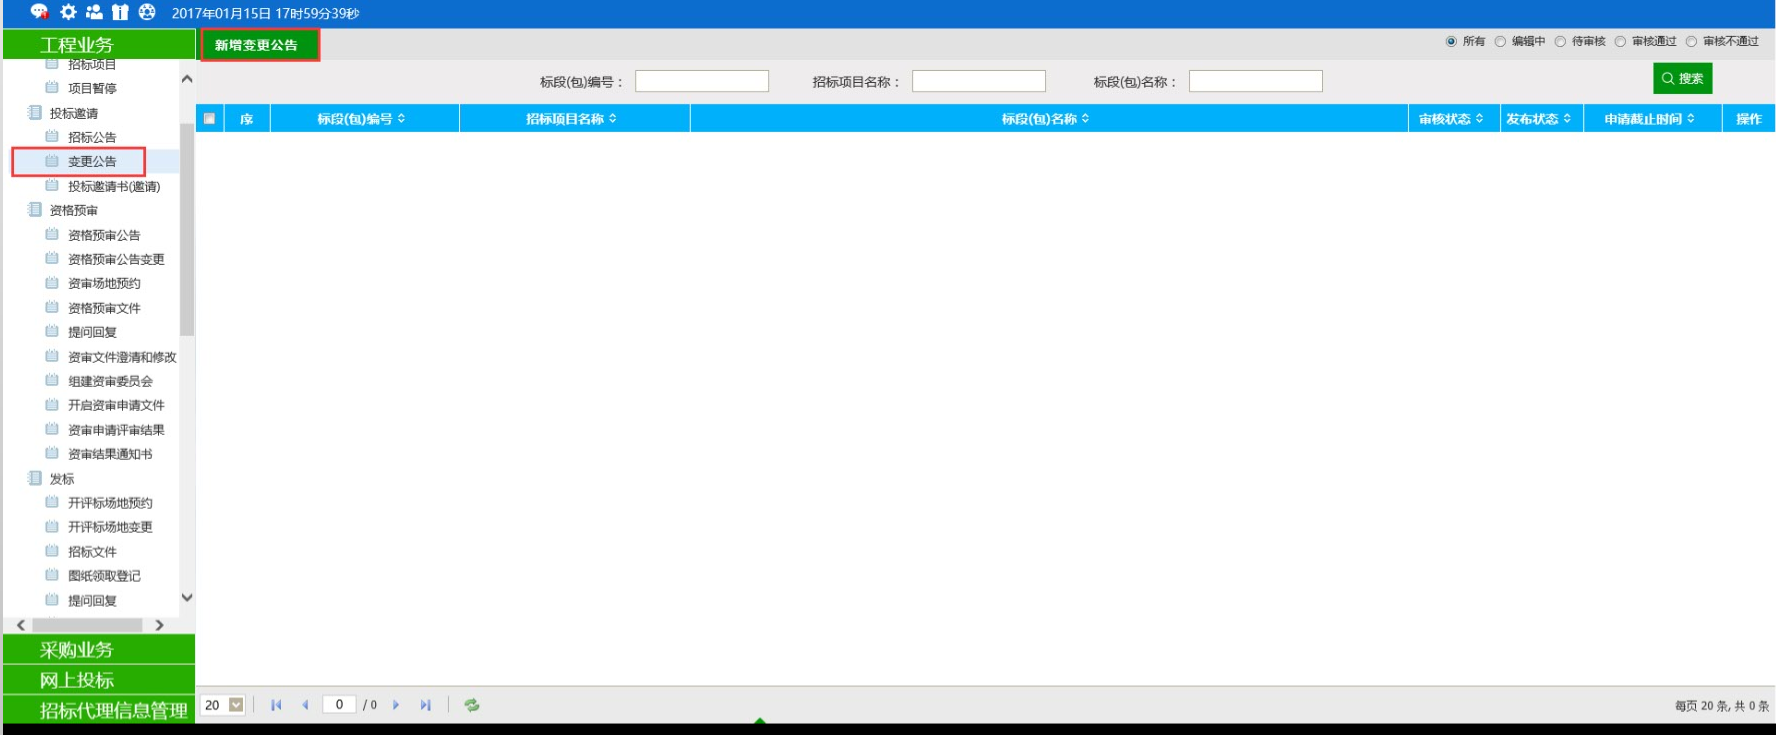 2017年01月15日 17时59分39秒
工程业务
招标项目
项目暂停
投标邀请
招标公告
变更公告
投标邀请书(邀请)
资格预审
资格预审公告
资格预审公告变更
资审场地预约
资格预审文件
提问回复
资审文件澄清和修改
组建资审委员会
开启资审申请文件
资审申请评审结果
资审结果通知书
发标
开评标场地预约
开评标场地变更
招标文件
图纸领取登记
提问回复
采购业务
网上投标
招标代理信息管理
新增变更公告
所有 编辑中 待审核 审核通过 审核不通过
标段(包)编号： 招标项目名称： 标段(包)名称： 搜索
序 标段(包)编号 招标项目名称 标段(包)名称 审核状态 发布状态 申请截止时间 操作
20 0 / 0 每页 20 条, 共 0 条